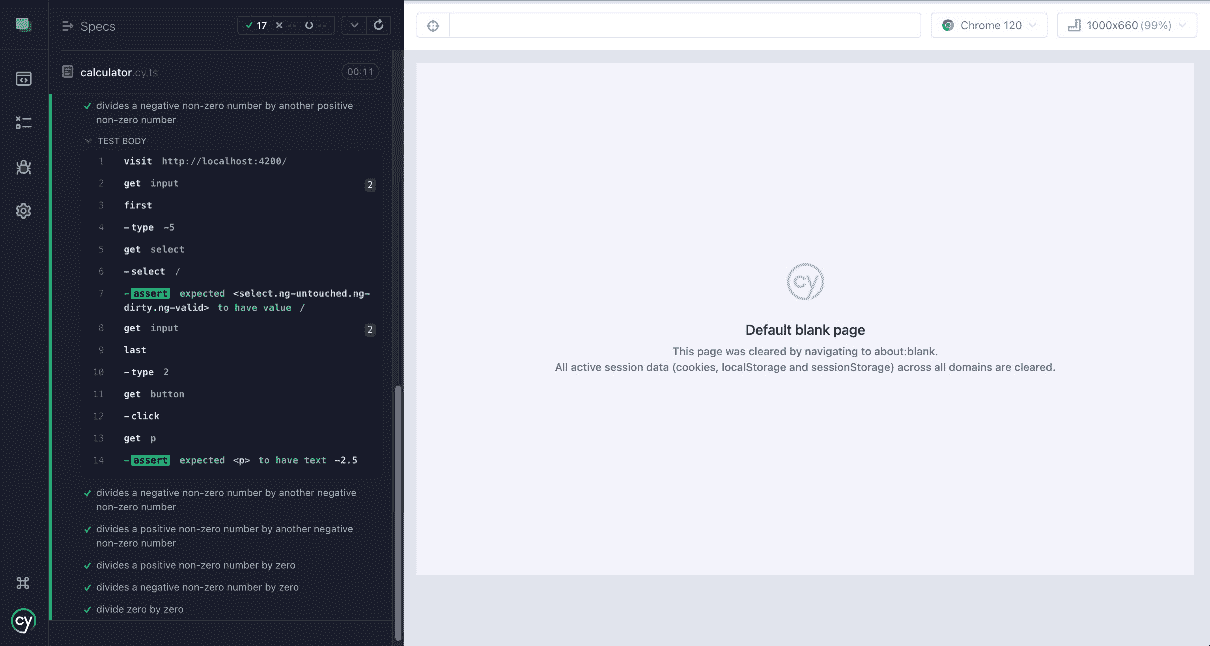 Specs
17 -- --
calculator.cy.ts 00:11
divides a negative non-zero number by another positive
non-zero number
TEST BODY
1 visit http://localhost:4200/
2 get input 2
3 first
4 -type -5
5 get select
6 -select /
7 -assert expected <select.ng-untouched.ng-
dirty.ng-valid> to have value /
8 get input 2
9 last
10 -type 2
11 get button
12 -click
13 get p
14 -assert expected <p> to have text -2.5
divides a negative non-zero number by another negative
non-zero number
divides a positive non-zero number by another negative
non-zero number
divides a positive non-zero number by zero
divides a negative non-zero number by zero
divide zero by zero
cy
Chrome 120
1000x660 (99%)
cy
Default blank page
This page was cleared by navigating to about:blank.
All active session data (cookies, localStorage and sessionStorage) across all domains are cleared.